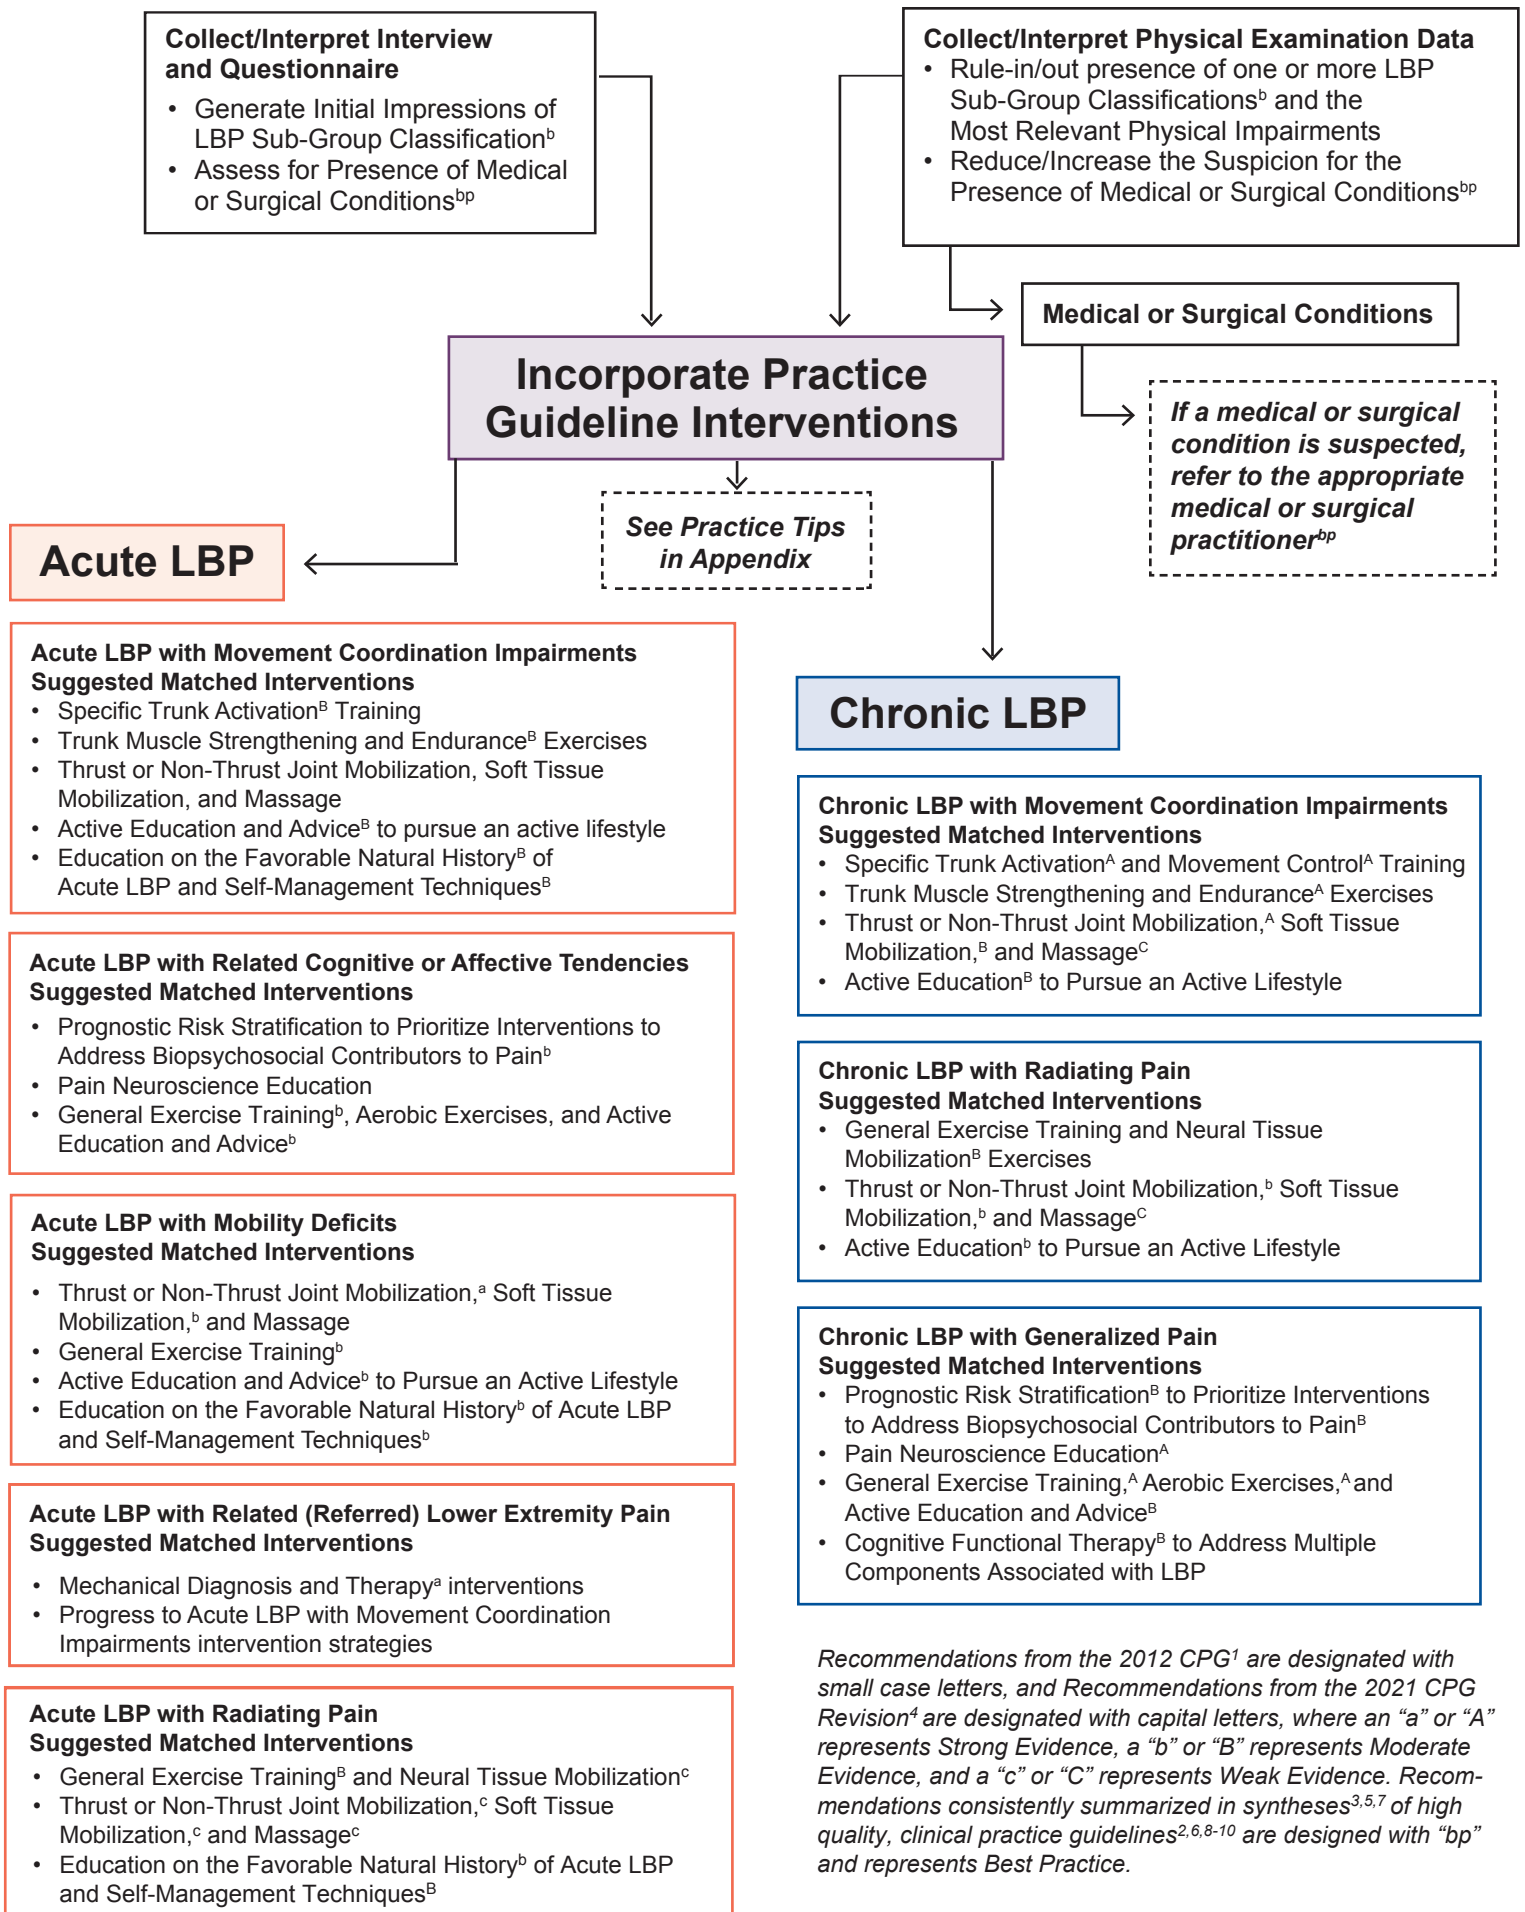 Collect/Interpret Interview
and Questionnaire
• Generate Initial Impressions of
LBP Sub-Group Classificationᵇ
• Assess for Presence of Medical
or Surgical Conditionsᵇᵖ
Collect/Interpret Physical Examination Data
• Rule-in/out presence of one or more LBP
Sub-Group Classificationsᵇ and the
Most Relevant Physical Impairments
• Reduce/Increase the Suspicion for the
Presence of Medical or Surgical Conditionsᵇᵖ
Medical or Surgical Conditions
If a medical or surgical
condition is suspected,
refer to the appropriate
medical or surgical
practitionerᵇᵖ
Incorporate Practice
Guideline Interventions
See Practice Tips
in Appendix
Acute LBP
Acute LBP with Movement Coordination Impairments
Suggested Matched Interventions
• Specific Trunk Activationᴮ Training
• Trunk Muscle Strengthening and Enduranceᴮ Exercises
• Thrust or Non-Thrust Joint Mobilization, Soft Tissue
Mobilization, and Massage
• Active Education and Adviceᴮ to pursue an active lifestyle
• Education on the Favorable Natural Historyᴮ of
Acute LBP and Self-Management Techniquesᴮ
Acute LBP with Related Cognitive or Affective Tendencies
Suggested Matched Interventions
• Prognostic Risk Stratification to Prioritize Interventions to
Address Biopsychosocial Contributors to Painᵇ
• Pain Neuroscience Education
• General Exercise Trainingᵇ, Aerobic Exercises, and Active
Education and Adviceᵇ
Acute LBP with Mobility Deficits
Suggested Matched Interventions
• Thrust or Non-Thrust Joint Mobilization,ᵃ Soft Tissue
Mobilization,ᵇ and Massage
• General Exercise Trainingᵇ
• Active Education and Adviceᵇ to Pursue an Active Lifestyle
• Education on the Favorable Natural Historyᵇ of Acute LBP
and Self-Management Techniquesᵇ
Acute LBP with Related (Referred) Lower Extremity Pain
Suggested Matched Interventions
• Mechanical Diagnosis and Therapyᵃ interventions
• Progress to Acute LBP with Movement Coordination
Impairments intervention strategies
Acute LBP with Radiating Pain
Suggested Matched Interventions
• General Exercise Trainingᴮ and Neural Tissue Mobilizationᶜ
• Thrust or Non-Thrust Joint Mobilization,ᶜ Soft Tissue
Mobilization,ᶜ and Massageᶜ
• Education on the Favorable Natural Historyᵇ of Acute LBP
and Self-Management Techniquesᴮ
Chronic LBP
Chronic LBP with Movement Coordination Impairments
Suggested Matched Interventions
• Specific Trunk Activationᴬ and Movement Controlᴬ Training
• Trunk Muscle Strengthening and Enduranceᴬ Exercises
• Thrust or Non-Thrust Joint Mobilization,ᴬ Soft Tissue
Mobilization,ᴮ and Massageꟲ
• Active Educationᴮ to Pursue an Active Lifestyle
Chronic LBP with Radiating Pain
Suggested Matched Interventions
• General Exercise Training and Neural Tissue
Mobilizationᴮ Exercises
• Thrust or Non-Thrust Joint Mobilization,ᵇ Soft Tissue
Mobilization,ᵇ and Massageꟲ
• Active Educationᵇ to Pursue an Active Lifestyle
Chronic LBP with Generalized Pain
Suggested Matched Interventions
• Prognostic Risk Stratificationᴮ to Prioritize Interventions
to Address Biopsychosocial Contributors to Painᴮ
• Pain Neuroscience Educationᴬ
• General Exercise Training,ᴬ Aerobic Exercises,ᴬ and
Active Education and Adviceᴮ
• Cognitive Functional Therapyᴮ to Address Multiple
Components Associated with LBP
Recommendations from the 2012 CPG¹ are designated with
small case letters, and Recommendations from the 2021 CPG
Revision⁴ are designated with capital letters, where an “a” or “A”
represents Strong Evidence, a “b” or “B” represents Moderate
Evidence, and a “c” or “C” represents Weak Evidence. Recom-
mendations consistently summarized in syntheses³,⁵,⁷ of high
quality, clinical practice guidelines²,⁶,⁸⁻¹⁰ are designed with “bp”
and represents Best Practice.